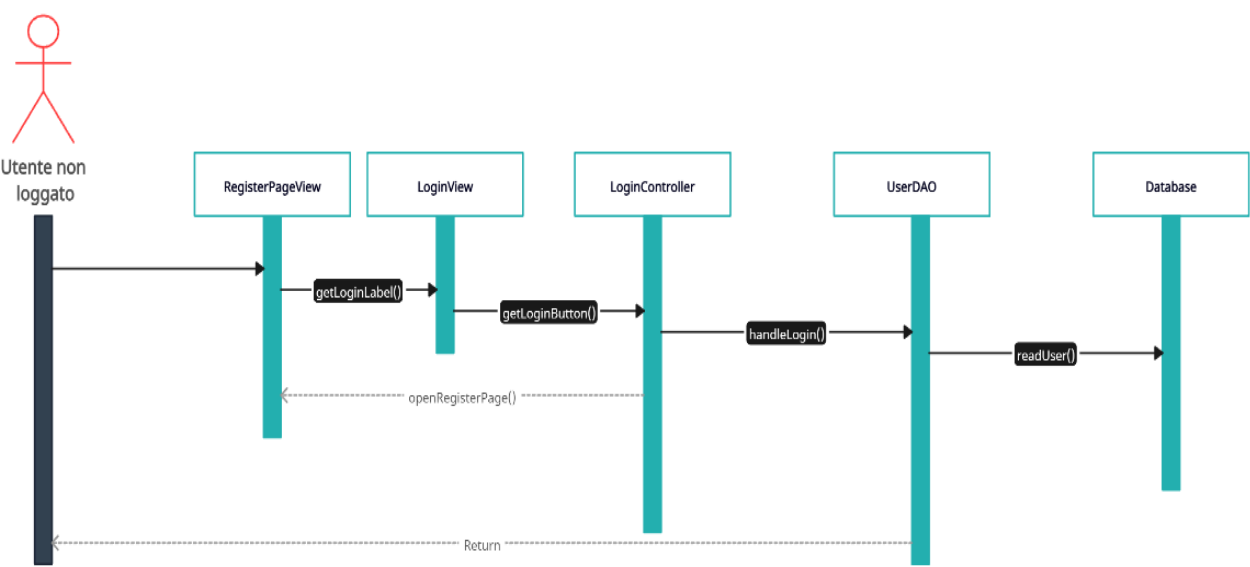 Utente non
loggato
RegisterPageView
LoginView
LoginController
UserDAO
Database
getLoginLabel()
getLoginButton()
handleLogin()
readUser()
openRegisterPage()
Return